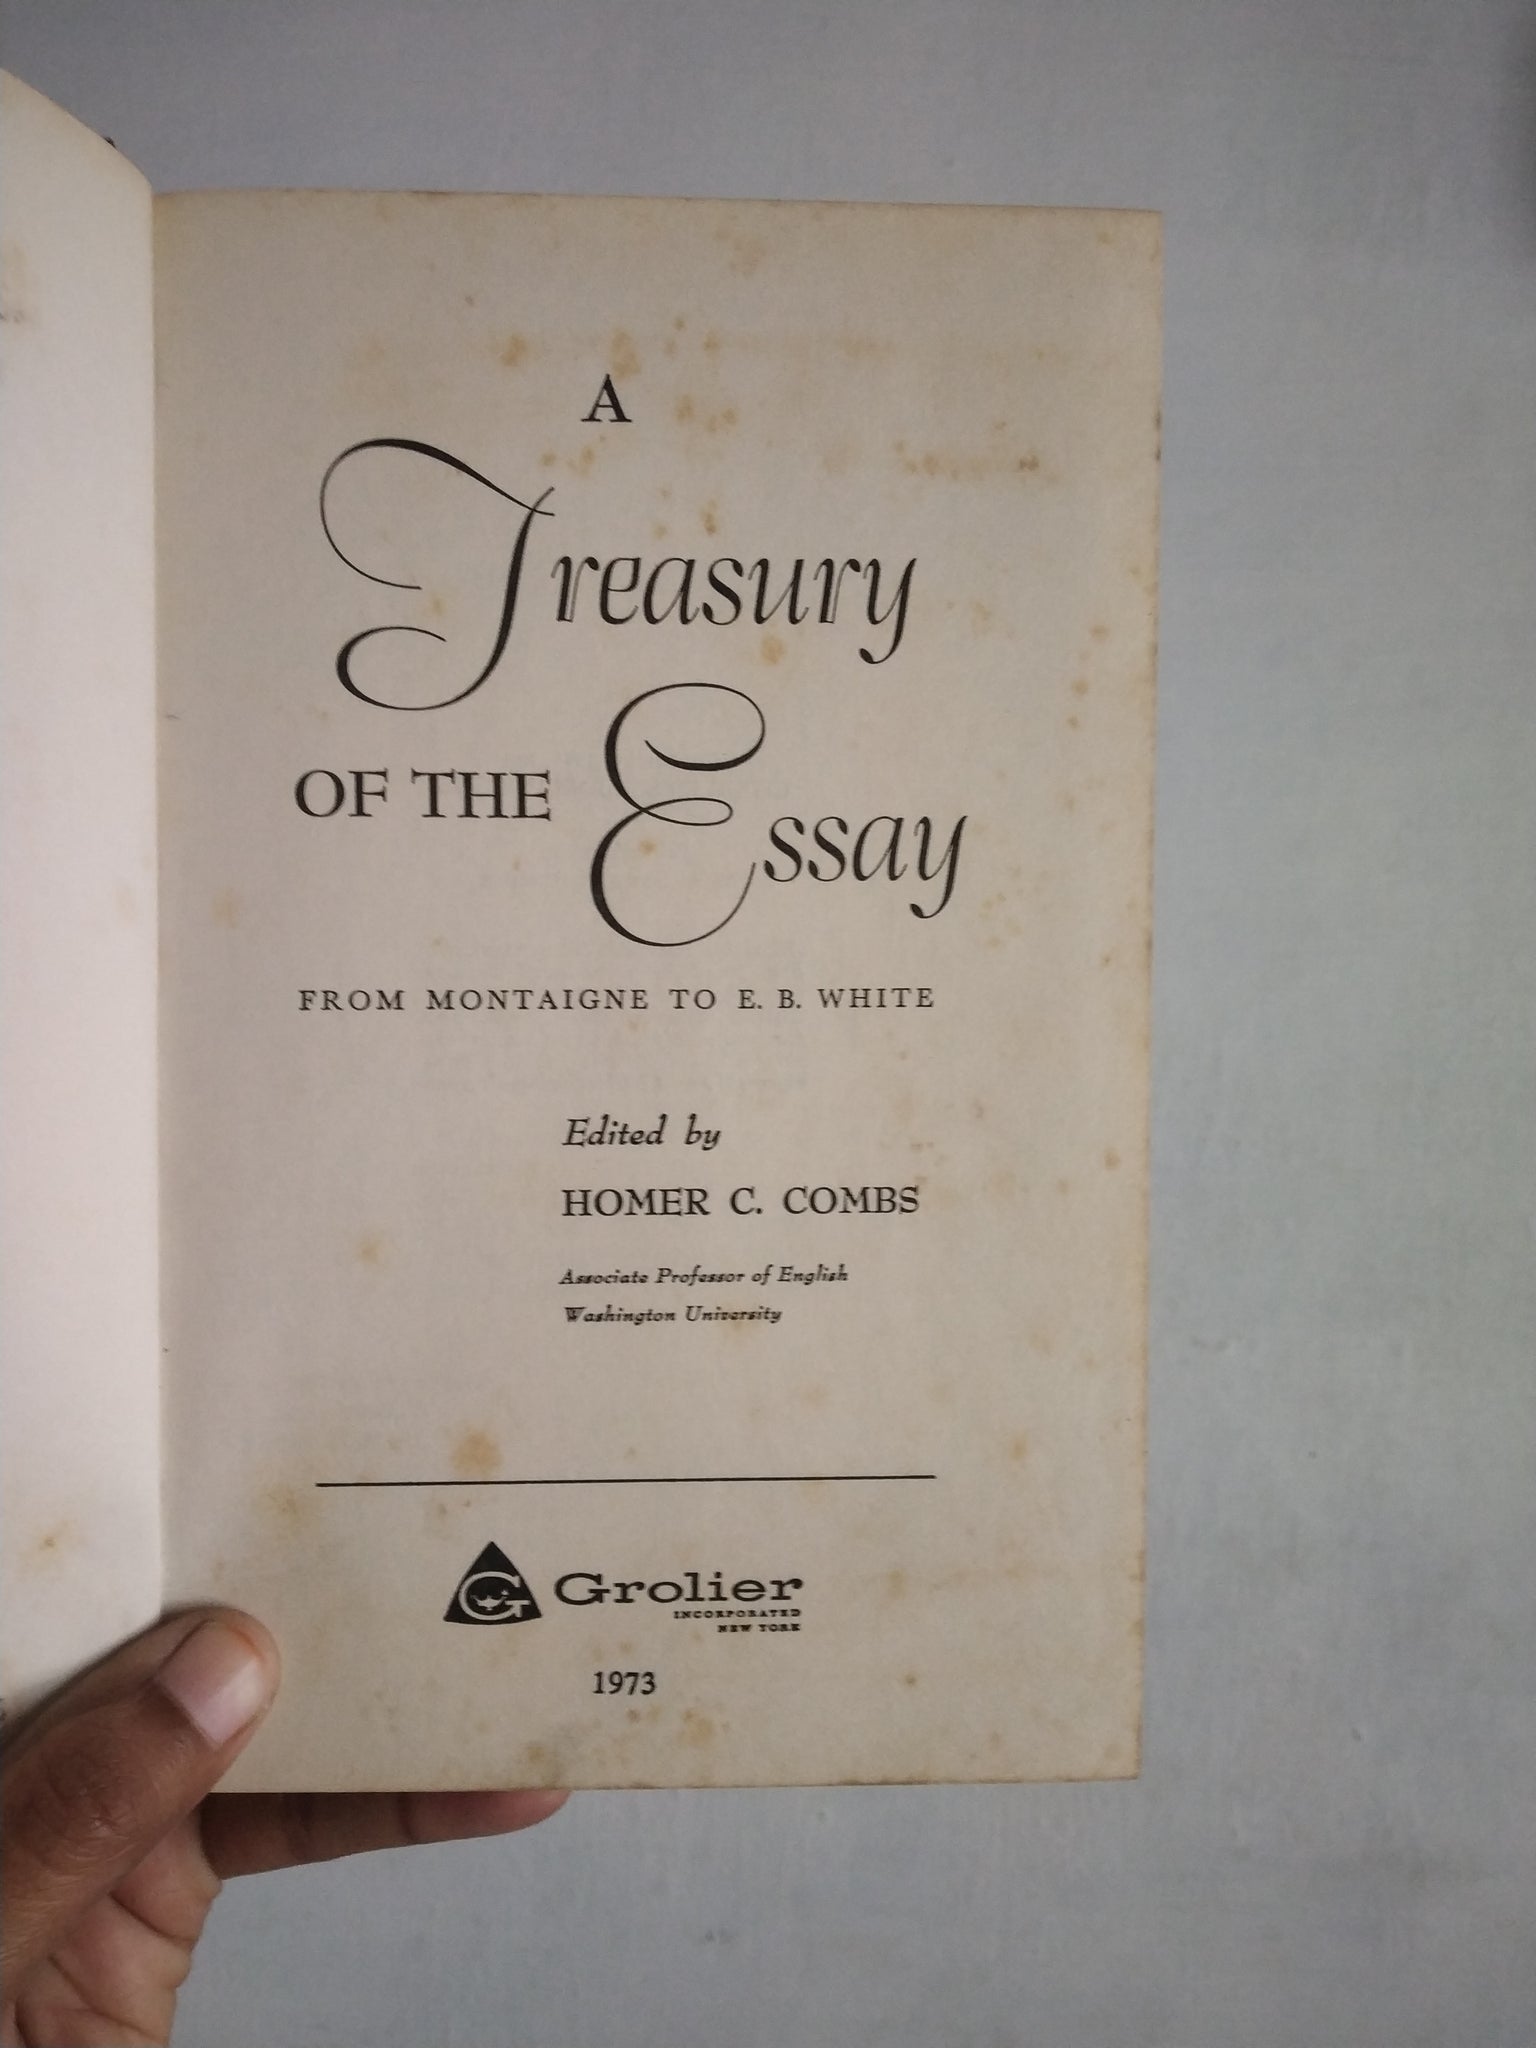 A
Treasury
OF THE Essay
FROM MONTAIGNE TO E. B. WHITE
Edited by
HOMER C. COMBS
Associate Professor of English
Washington University
Grolier
INCORPORATED
NEW YORK
1973